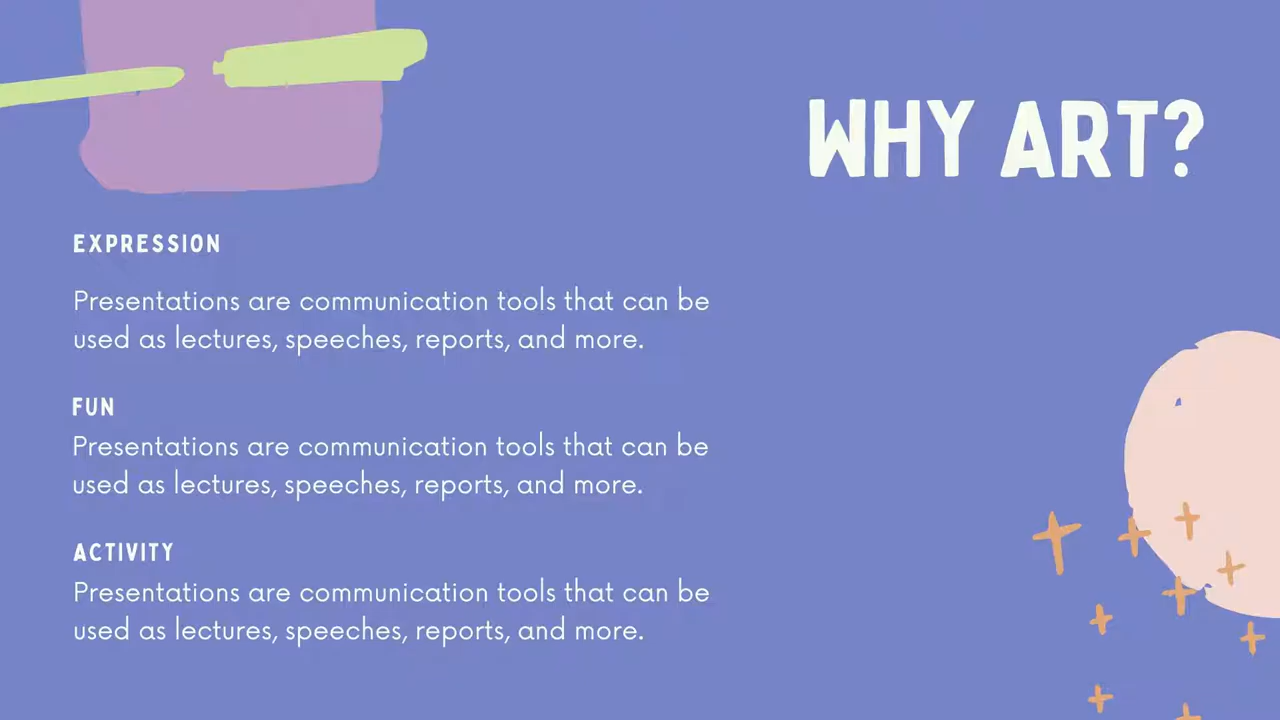 WHY ART?
EXPRESSION
Presentations are communication tools that can be
used as lectures, speeches, reports, and more.
FUN
Presentations are communication tools that can be
used as lectures, speeches, reports, and more.
ACTIVITY
Presentations are communication tools that can be
used as lectures, speeches, reports, and more.